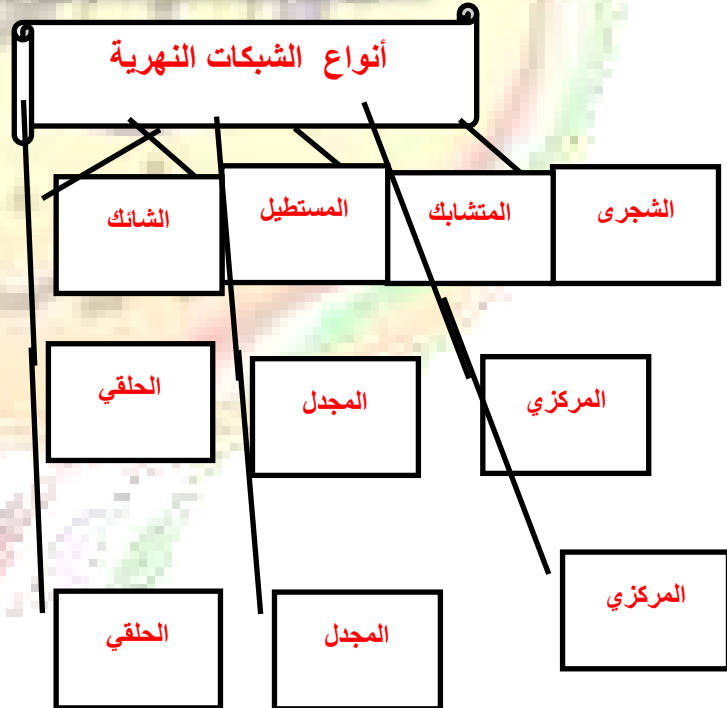 أنواع الشبكات النهرية
الشجرى
المتشابك
المستطيل
الشائك
المركزي
المجدل
الحلقي
المركزي
المجدل
الحلقي